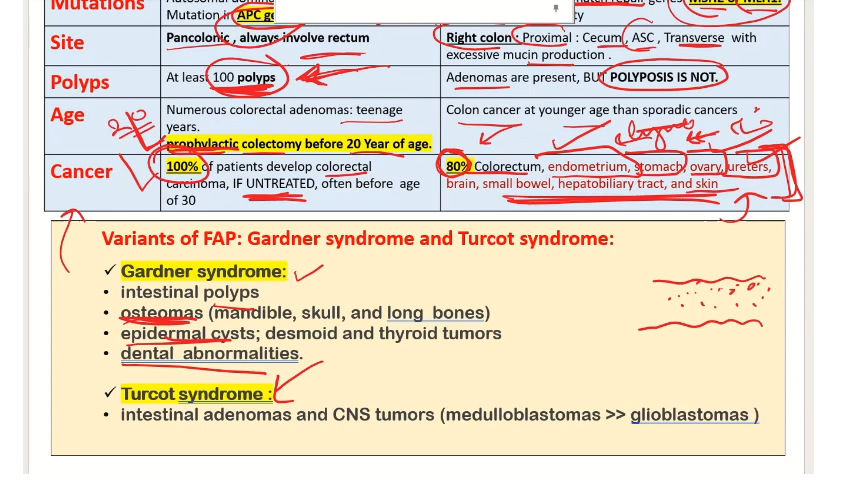 Mutations
Mutation in APC ge
MSH2 or MLH1.
Site
Pancolonic , always involve rectum
Right colon : Proximal : Cecum, ASC , Transverse with
excessive mucin production .
Polyps
At least 100 polyps
Adenomas are present, BUT POLYPOSIS IS NOT.
Age
Numerous colorectal adenomas: teenage
years.
prophylactic colectomy before 20 Year of age.
Colon cancer at younger age than sporadic cancers
20
Cancer
100% of patients develop colorectal
carcinoma, IF UNTREATED, often before age
of 30
80% Colorectum, endometrium, stomach, ovary, ureters,
brain, small bowel, hepatobiliary tract, and skin
Variants of FAP: Gardner syndrome and Turcot syndrome:
✓ Gardner syndrome:
• intestinal polyps
• osteomas (mandible, skull, and long bones)
• epidermal cysts; desmoid and thyroid tumors
• dental abnormalities.
✓ Turcot syndrome :
• intestinal adenomas and CNS tumors (medulloblastomas >> glioblastomas )